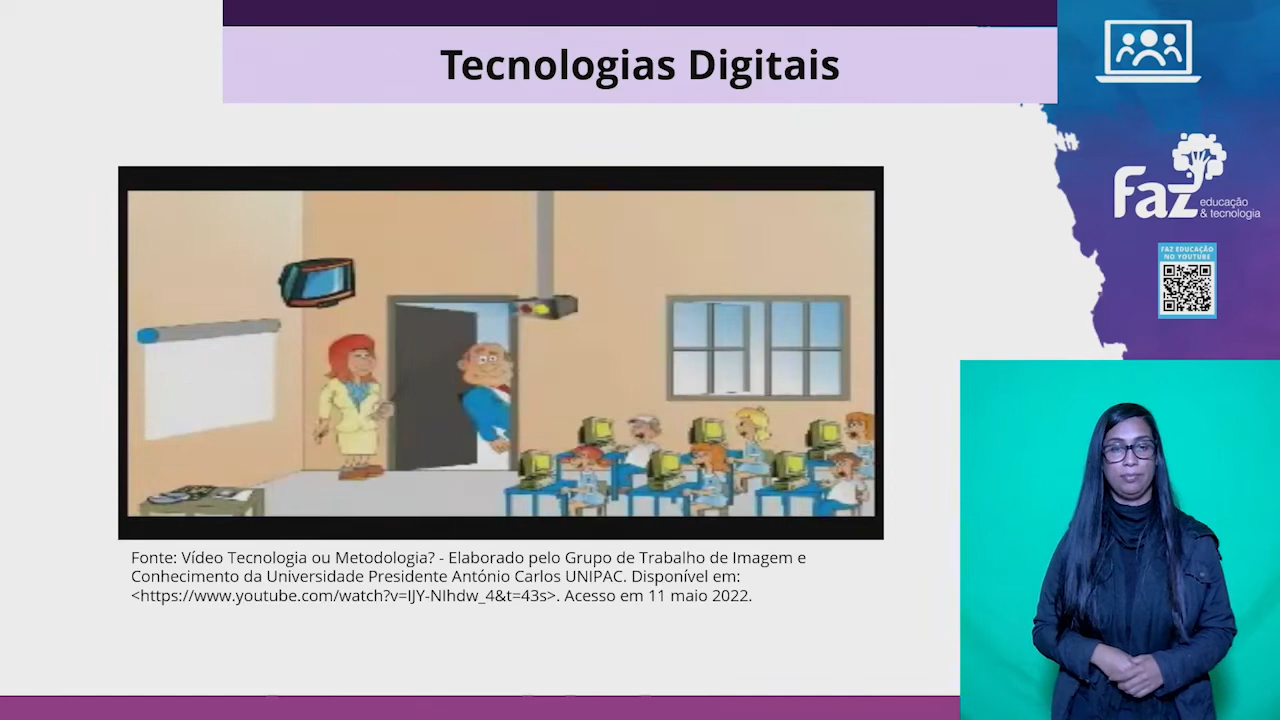 Tecnologias Digitais
Faz
educação
& tecnologia
FAZ EDUCAÇÃO
NO YOUTUBE
Fonte: Vídeo Tecnologia ou Metodologia? - Elaborado pelo Grupo de Trabalho de Imagem e
Conhecimento da Universidade Presidente António Carlos UNIPAC. Disponível em:
<https://www.youtube.com/watch?v=IJY-NIhdw_4&t=43s>. Acesso em 11 maio 2022.